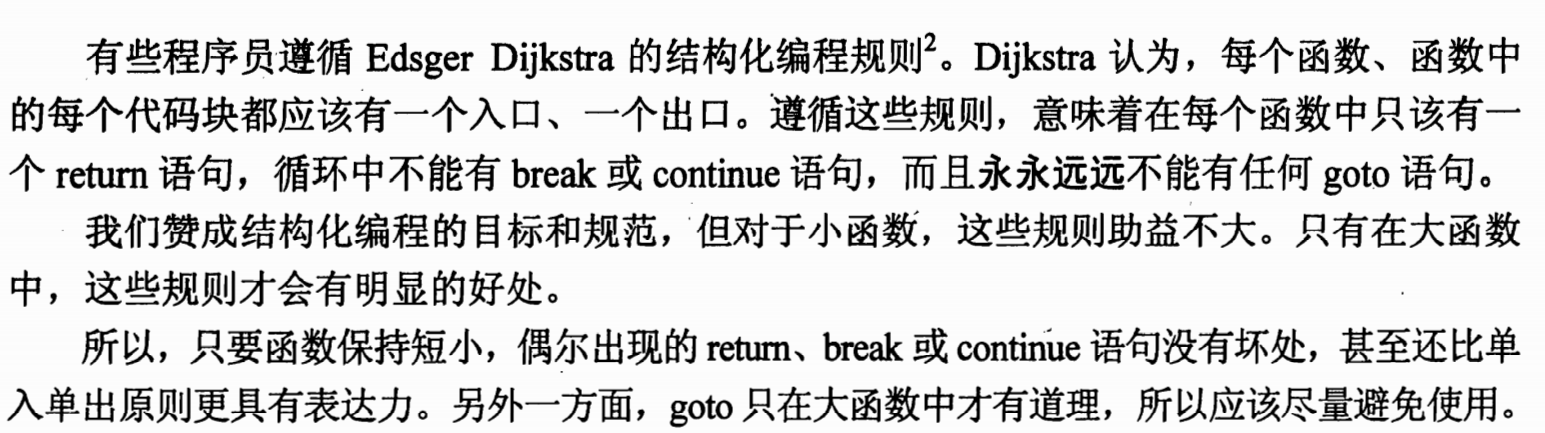 有些程序员遵循 Edsger Dijkstra 的结构化编程规则2。Dijkstra 认为，每个函数、函数中
的每个代码块都应该有一个入口、一个出口。遵循这些规则，意味着在每个函数中只该有一
个 return 语句，循环中不能有 break 或 continue 语句，而且永永远远不能有任何 goto 语句。
我们赞成结构化编程的目标和规范，但对于小函数，这些规则助益不大。只有在大函数
中，这些规则才会有明显的好处。
所以，只要函数保持短小，偶尔出现的 return、break 或 continue 语句没有坏处，甚至还比单
入单出原则更具有表达力。另外一方面，goto 只在大函数中才有道理，所以应该尽量避免使用。